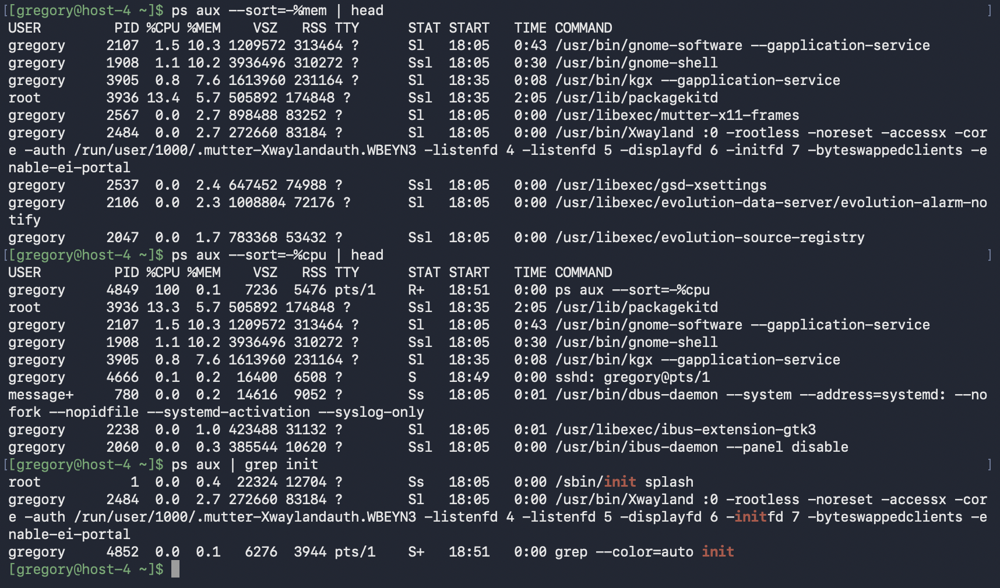 [[gregory@host-4 ~]$ ps aux --sort=-%mem | head ]
USER         PID %CPU %MEM    VSZ   RSS TTY      STAT START   TIME COMMAND
gregory     2107  1.5 10.3 1209572 313464 ?      Sl   18:05   0:43 /usr/bin/gnome-software --gapplication-service
gregory     1908  1.1 10.2 3936496 310272 ?      Ssl  18:05   0:30 /usr/bin/gnome-shell
gregory     3905  0.8  7.6 1613960 231164 ?      Sl   18:35   0:08 /usr/bin/kgx --gapplication-service
root        3936 13.4  5.7 505892 174848 ?       Ssl  18:35   2:05 /usr/lib/packagekitd
gregory     2567  0.0  2.7 898488 83252 ?        Sl   18:05   0:00 /usr/libexec/mutter-x11-frames
gregory     2484  0.0  2.7 272660 83184 ?        Sl   18:05   0:00 /usr/bin/Xwayland :0 -rootless -noreset -accessx -cor
e -auth /run/user/1000/.mutter-Xwaylandauth.WBEYN3 -listenfd 4 -listenfd 5 -displayfd 6 -initfd 7 -byteswappedclients -e
nable-ei-portal
gregory     2537  0.0  2.4 647452 74988 ?        Ssl  18:05   0:00 /usr/libexec/gsd-xsettings
gregory     2106  0.0  2.3 1008804 72176 ?       Sl   18:05   0:00 /usr/libexec/evolution-data-server/evolution-alarm-no
tify
gregory     2047  0.0  1.7 783368 53432 ?        Ssl  18:05   0:00 /usr/libexec/evolution-source-registry
[[gregory@host-4 ~]$ ps aux --sort=-%cpu | head ]
USER         PID %CPU %MEM    VSZ   RSS TTY      STAT START   TIME COMMAND
gregory     4849  100  0.1   7236  5476 pts/1    R+   18:51   0:00 ps aux --sort=-%cpu
root        3936 13.3  5.7 505892 174848 ?       Ssl  18:35   2:05 /usr/lib/packagekitd
gregory     2107  1.5 10.3 1209572 313464 ?      Sl   18:05   0:43 /usr/bin/gnome-software --gapplication-service
gregory     1908  1.1 10.2 3936496 310272 ?      Ssl  18:05   0:30 /usr/bin/gnome-shell
gregory     3905  0.8  7.6 1613960 231164 ?      Sl   18:35   0:08 /usr/bin/kgx --gapplication-service
gregory     4666  0.1  0.2  16400  6508 ?        S    18:49   0:00 sshd: gregory@pts/1
message+     780  0.0  0.2  14616  9052 ?        Ss   18:05   0:01 /usr/bin/dbus-daemon --system --address=systemd: --no
fork --nopidfile --systemd-activation --syslog-only
gregory     2238  0.0  1.0 423488 31132 ?        Sl   18:05   0:01 /usr/libexec/ibus-extension-gtk3
gregory     2060  0.0  0.3 385544 10620 ?        Ssl  18:05   0:00 /usr/bin/ibus-daemon --panel disable
[[gregory@host-4 ~]$ ps aux | grep init ]
root           1  0.0  0.4  22324 12704 ?        Ss   18:05   0:00 /sbin/init splash
gregory     2484  0.0  2.7 272660 83184 ?        Sl   18:05   0:00 /usr/bin/Xwayland :0 -rootless -noreset -accessx -cor
e -auth /run/user/1000/.mutter-Xwaylandauth.WBEYN3 -listenfd 4 -listenfd 5 -displayfd 6 -initfd 7 -byteswappedclients -e
nable-ei-portal
gregory     4852  0.0  0.1   6276  3944 pts/1    S+   18:51   0:00 grep --color=auto init
[gregory@host-4 ~]$